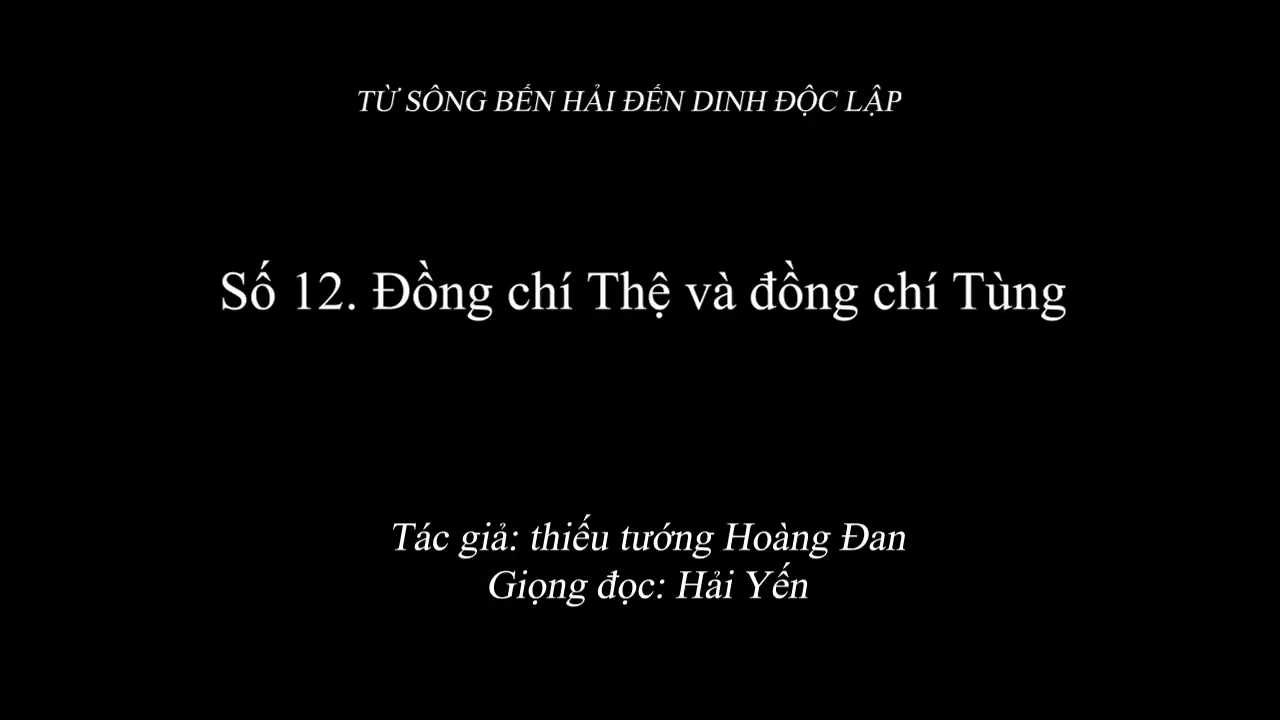 TỪ SÔNG BẾN HẢI ĐẾN DINH ĐỘC LẬP
Số 12. Đồng chí Thệ và đồng chí Tùng
Tác giả: thiếu tướng Hoàng Đan
Giọng đọc: Hải Yến